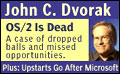 John C. Dvorak
OS/2 Is Dead
A case of dropped
balls and missed
opportunities.
Plus: Upstarts Go After Microsoft